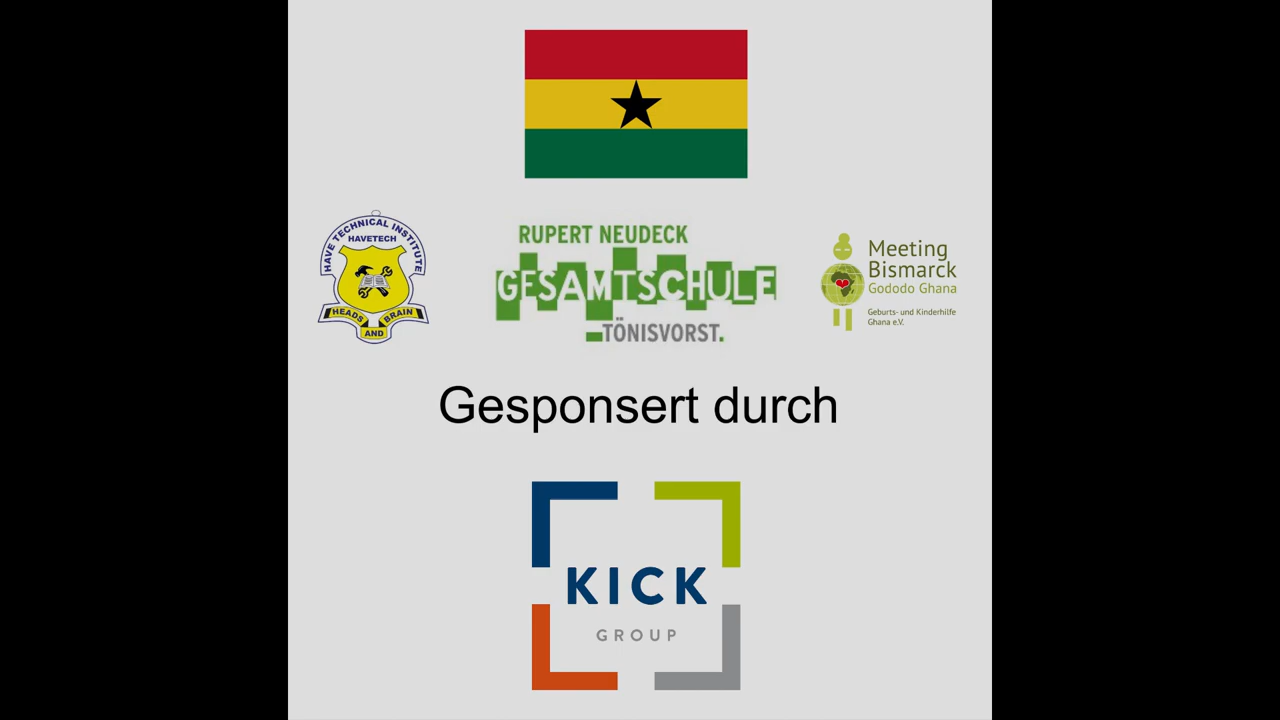 HAVE TECHNICAL INSTITUTE
HAVETECH
HEADS AND BRAIN
RUPERT NEUDECK
GESAMTSCHULE
TÖNISVORST.
Meeting
Bismarck
Gododo Ghana
Geburts- und Kinderhilfe
Ghana e.V.
Gesponsert durch
KICK
GROUP